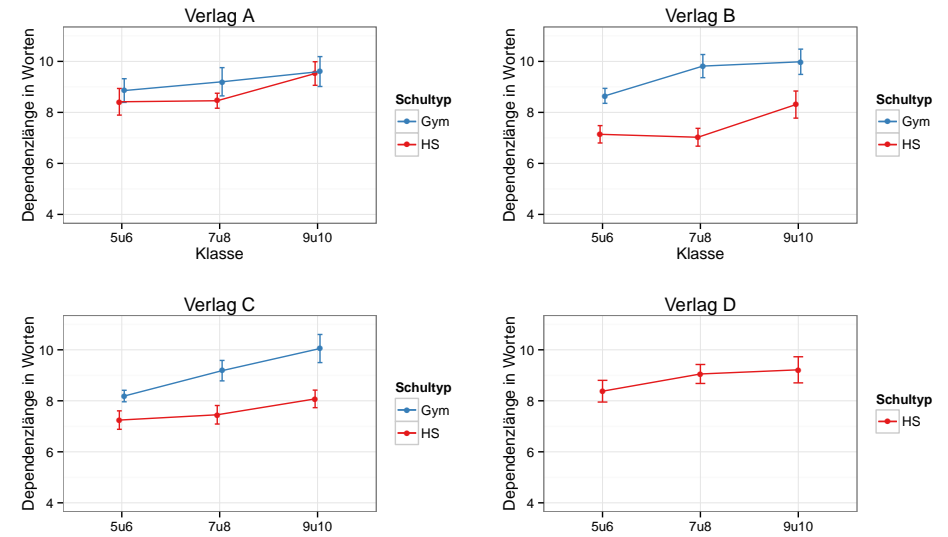 Verlag A
Dependenzlänge in Worten
10
8
6
4
5u6 7u8 9u10
Klasse
Schultyp
Gym
HS
Verlag B
Dependenzlänge in Worten
10
8
6
4
5u6 7u8 9u10
Klasse
Schultyp
Gym
HS
Verlag C
Dependenzlänge in Worten
10
8
6
4
5u6 7u8 9u10
Schultyp
Gym
HS
Verlag D
Dependenzlänge in Worten
10
8
6
4
5u6 7u8 9u10
Schultyp
HS